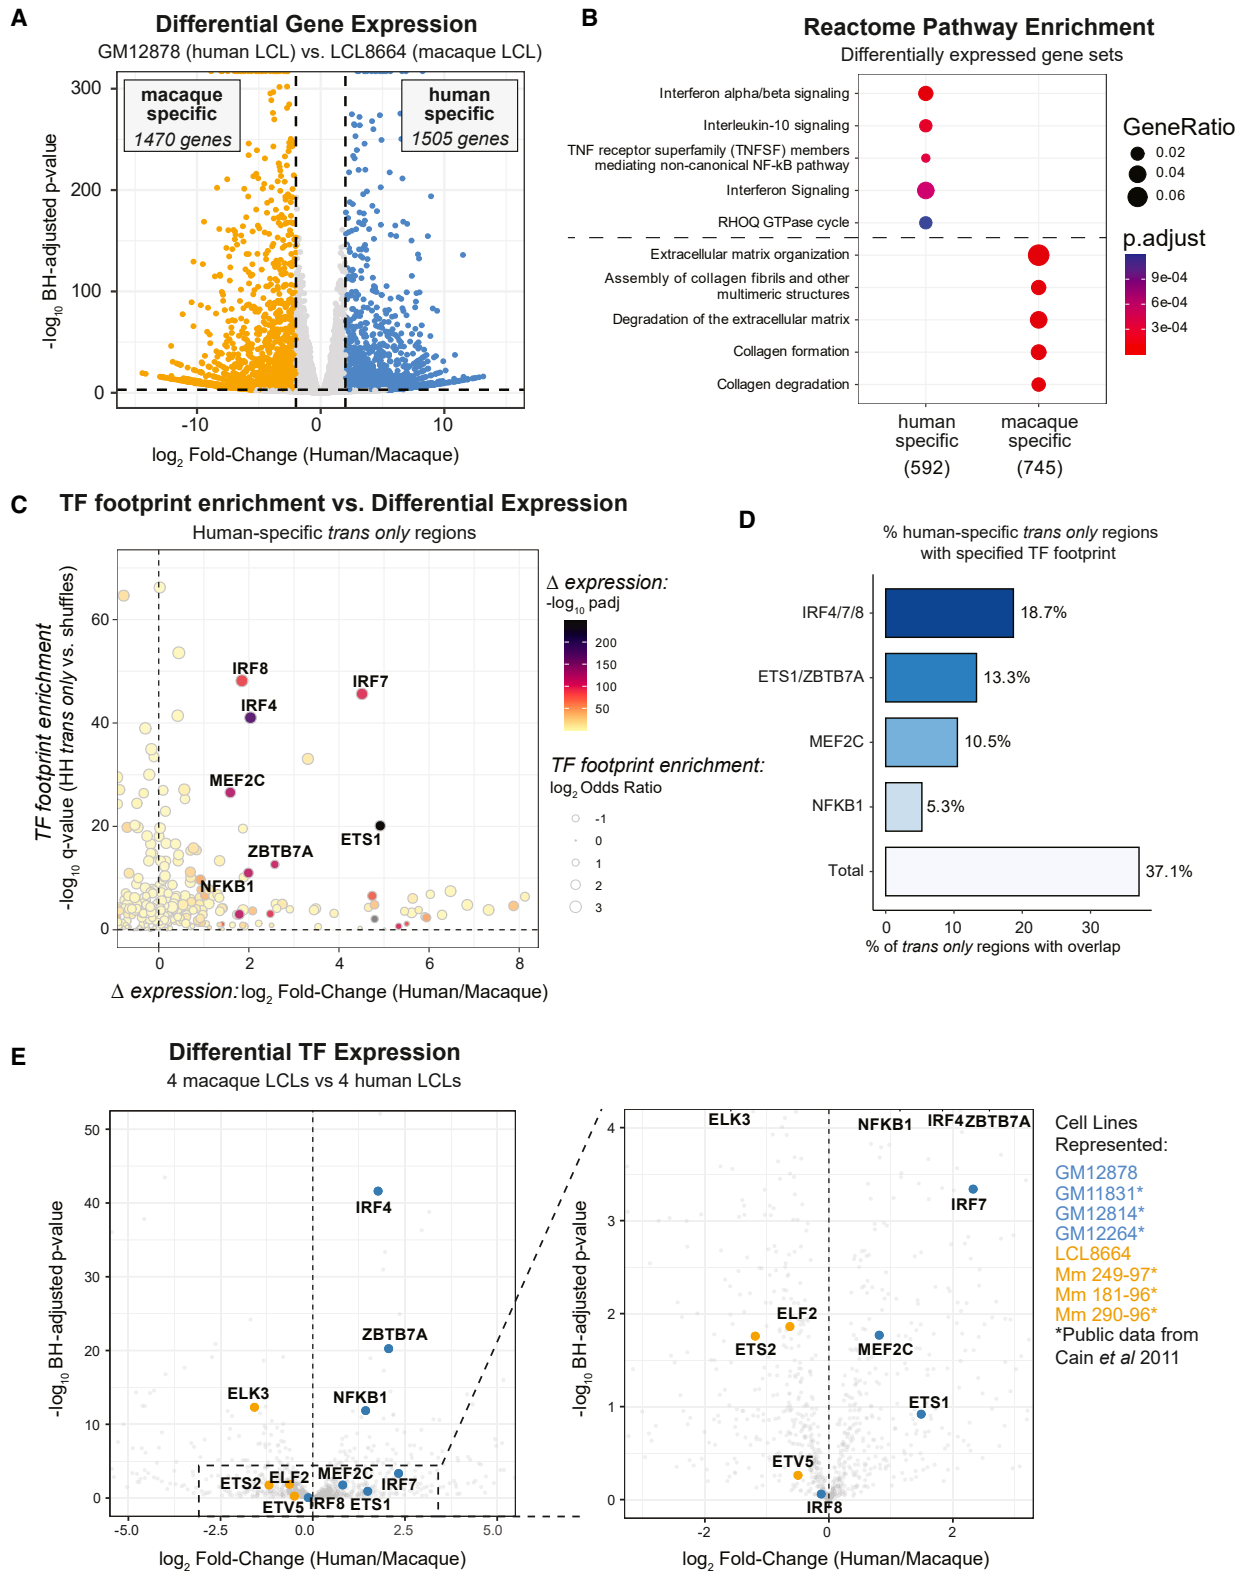 A
Differential Gene Expression
GM12878 (human LCL) vs. LCL8664 (macaque LCL)
macaque
specific
1470 genes
human
specific
1505 genes
300
200
100
0
-10
0
10
-log10 BH-adjusted p-value
log2 Fold-Change (Human/Macaque)
B
Reactome Pathway Enrichment
Differentially expressed gene sets
Interferon alpha/beta signaling
Interleukin-10 signaling
TNF receptor superfamily (TNFSF) members
mediating non-canonical NF-kB pathway
Interferon Signaling
RHOQ GTPase cycle
Extracellular matrix organization
Assembly of collagen fibrils and other
multimeric structures
Degradation of the extracellular matrix
Collagen formation
Collagen degradation
human
specific
(592)
macaque
specific
(745)
GeneRatio
0.02
0.04
0.06
p.adjust
9e-04
6e-04
3e-04
C
TF footprint enrichment vs. Differential Expression
Human-specific trans only regions
TF footprint enrichment
-log10 q-value (HH trans only vs. shuffles)
60
40
20
0
IRF8
IRF7
IRF4
MEF2C
ETS1
ZBTB7A
NFKB1
0
2
4
6
8
Δ expression: log2 Fold-Change (Human/Macaque)
Δ expression:
-log10 padj
200
150
100
50
TF footprint enrichment:
log2 Odds Ratio
-1
0
1
2
3
D
% human-specific trans only regions
with specified TF footprint
IRF4/7/8
18.7%
ETS1/ZBTB7A
13.3%
MEF2C
10.5%
NFKB1
5.3%
Total
37.1%
0
10
20
30
% of trans only regions with overlap
E
Differential TF Expression
4 macaque LCLs vs 4 human LCLs
-log10 BH-adjusted p-value
50
40
30
20
10
0
IRF4
ZBTB7A
ELK3
NFKB1
ETS2
ELF2
MEF2C
IRF7
ETV5
IRF8
ETS1
-5.0
-2.5
0.0
2.5
5.0
log2 Fold-Change (Human/Macaque)
-log10 BH-adjusted p-value
4
3
2
1
0
ELK3
NFKB1
IRF4
ZBTB7A
IRF7
ELF2
ETS2
MEF2C
ETS1
ETV5
IRF8
-2
0
2
log2 Fold-Change (Human/Macaque)
Cell Lines
Represented:
GM12878
GM11831*
GM12814*
GM12264*
LCL8664
Mm 249-97*
Mm 181-96*
Mm 290-96*
*Public data from
Cain et al 2011